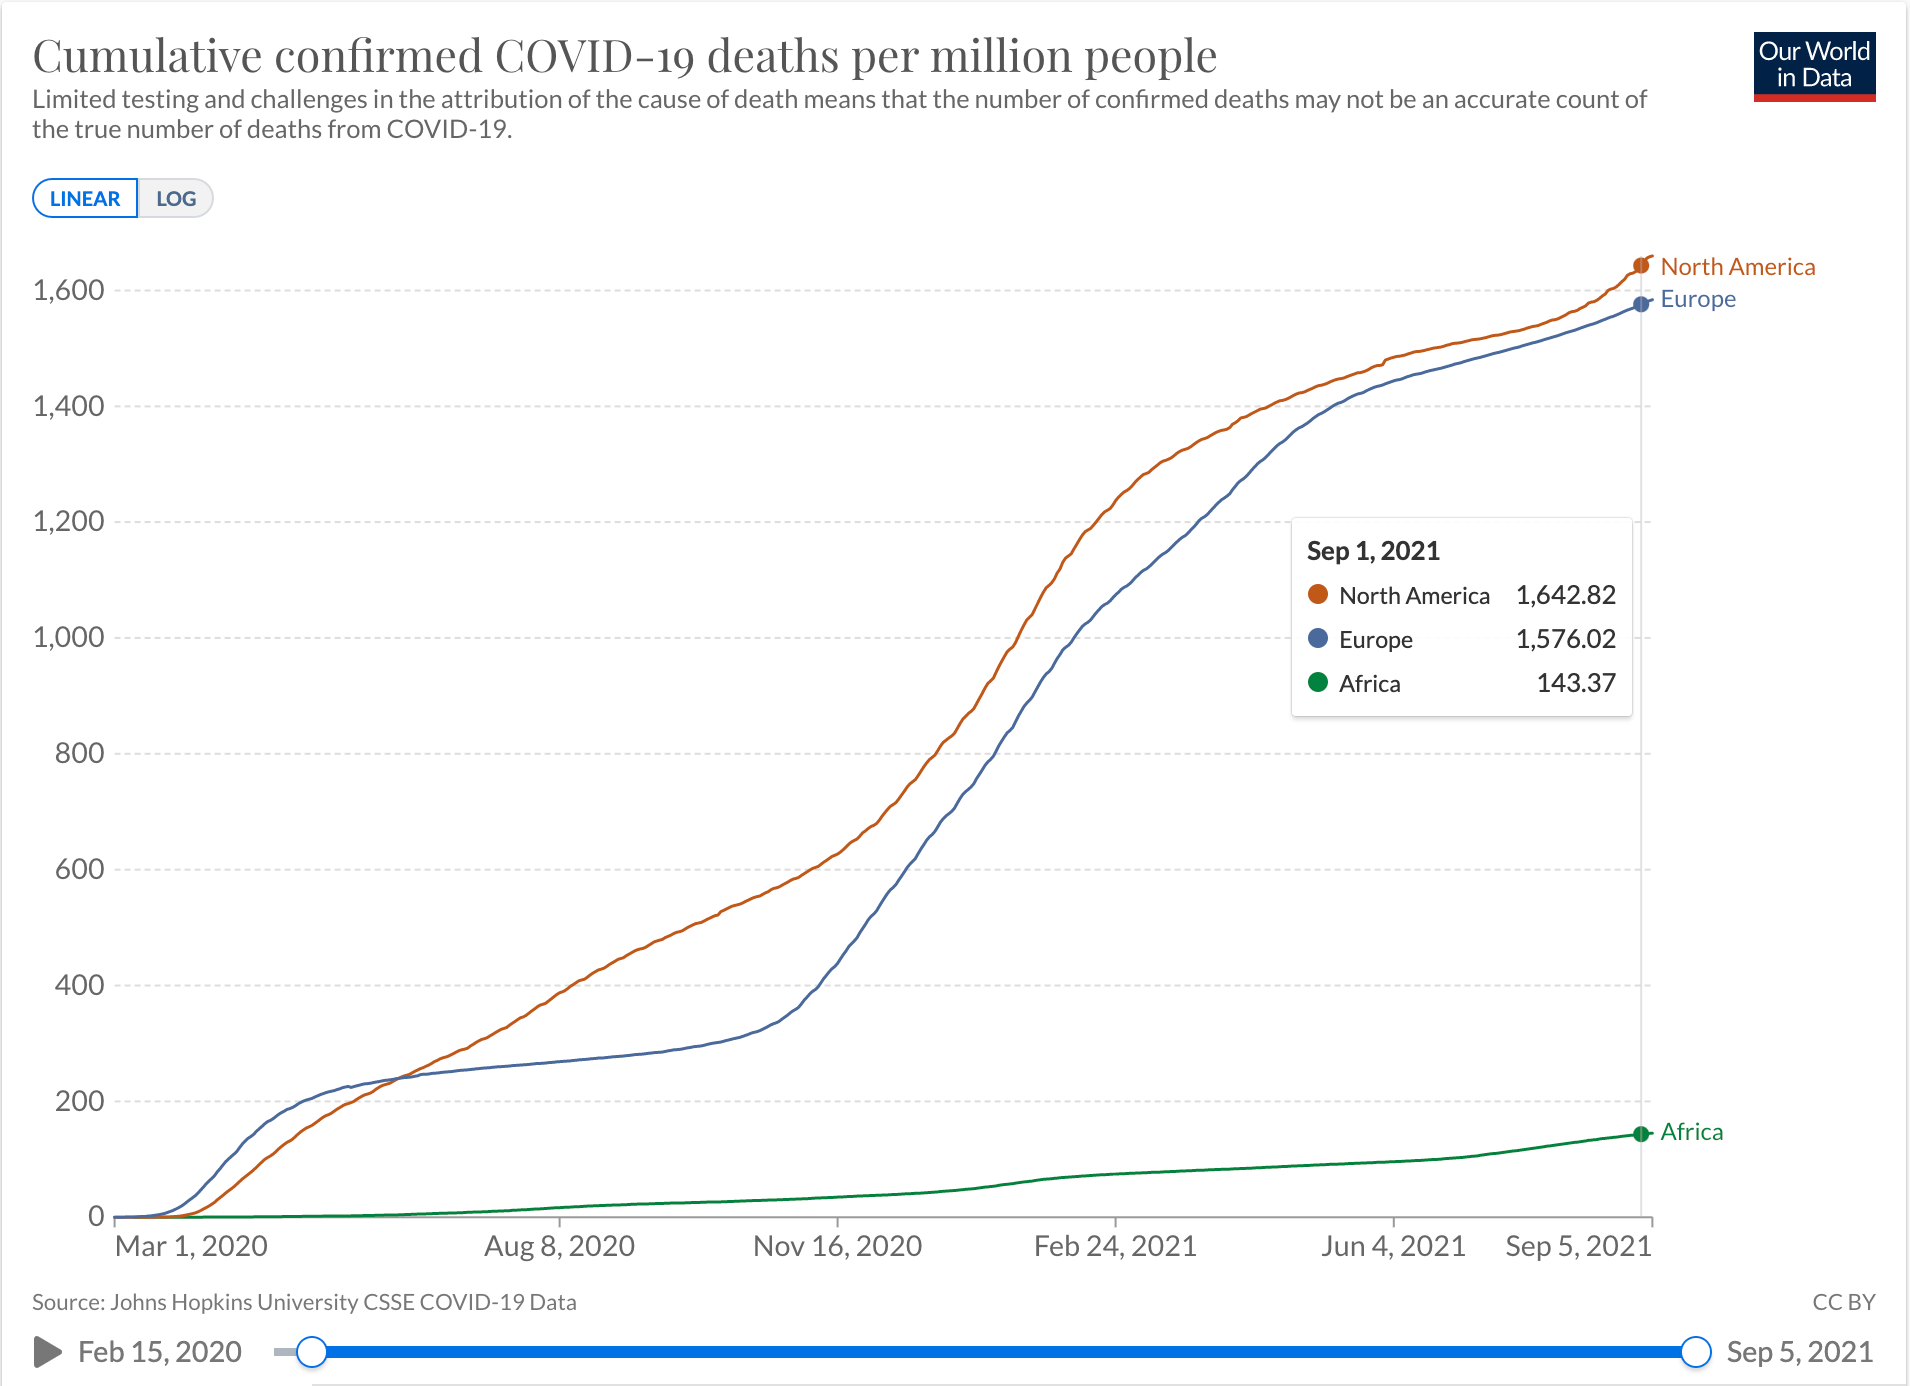 Cumulative confirmed COVID-19 deaths per million people
Our World
in Data
Limited testing and challenges in the attribution of the cause of death means that the number of confirmed deaths may not be an accurate count of
the true number of deaths from COVID-19.
LINEAR LOG
North America
Europe
1,600
1,400
1,200
1,000
800
600
400
200
0
Sep 1, 2021
North America 1,642.82
Europe 1,576.02
Africa 143.37
Africa
Mar 1, 2020 Aug 8, 2020 Nov 16, 2020 Feb 24, 2021 Jun 4, 2021 Sep 5, 2021
Source: Johns Hopkins University CSSE COVID-19 Data CC BY
Feb 15, 2020 Sep 5, 2021